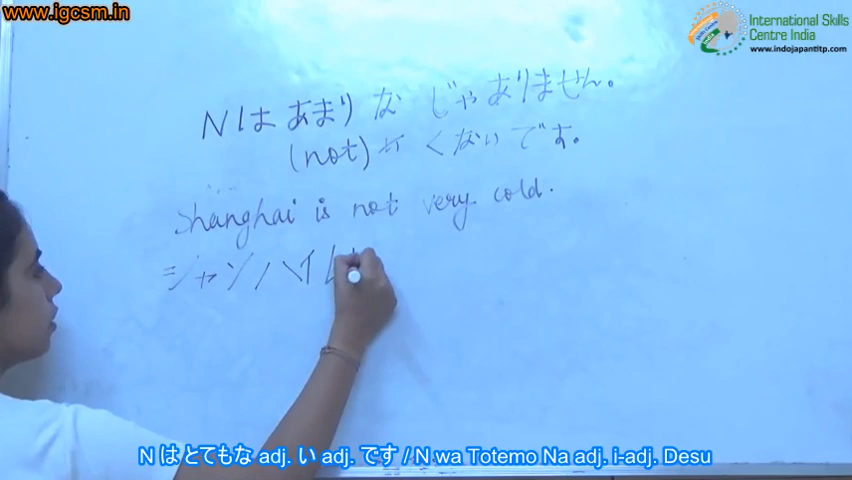 www.igcsm.in
International Skills
Centre India
www.indojapantitp.com
Nは あまり な じゃありません。
(not) い くないです。
Shanghai is not very cold.
シャンハイは
N は とてもな adj. い adj. です / N wa Totemo Na adj. i-adj. Desu